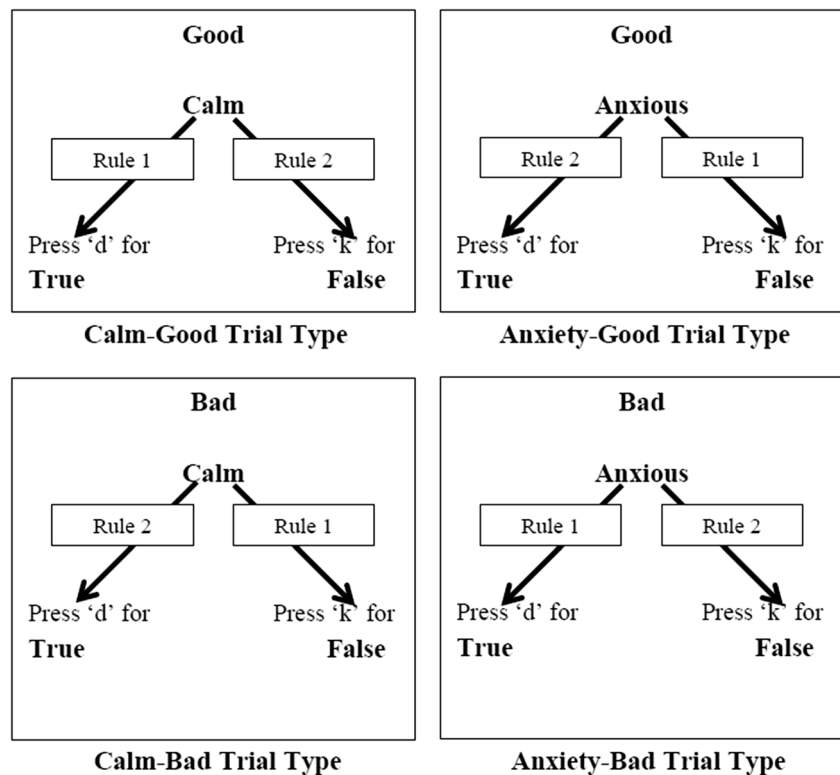 Good
Calm
Rule 1
Rule 2
Press ‘d’ for
True
Press ‘k’ for
False
Calm-Good Trial Type
Good
Anxious
Rule 2
Rule 1
Press ‘d’ for
True
Press ‘k’ for
False
Anxiety-Good Trial Type
Bad
Calm
Rule 2
Rule 1
Press ‘d’ for
True
Press ‘k’ for
False
Calm-Bad Trial Type
Bad
Anxious
Rule 1
Rule 2
Press ‘d’ for
True
Press ‘k’ for
False
Anxiety-Bad Trial Type